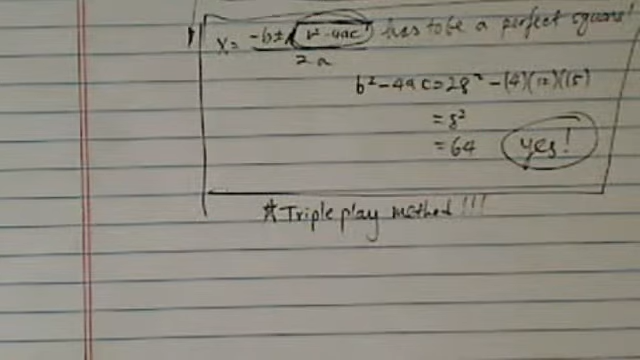 x = -b ± √b² - 4ac has to be a perfect square!
2a
b² - 4ac = 28² - (4)(12)(15)
= 8²
= 64 yes!
☆ Triple play method!!!